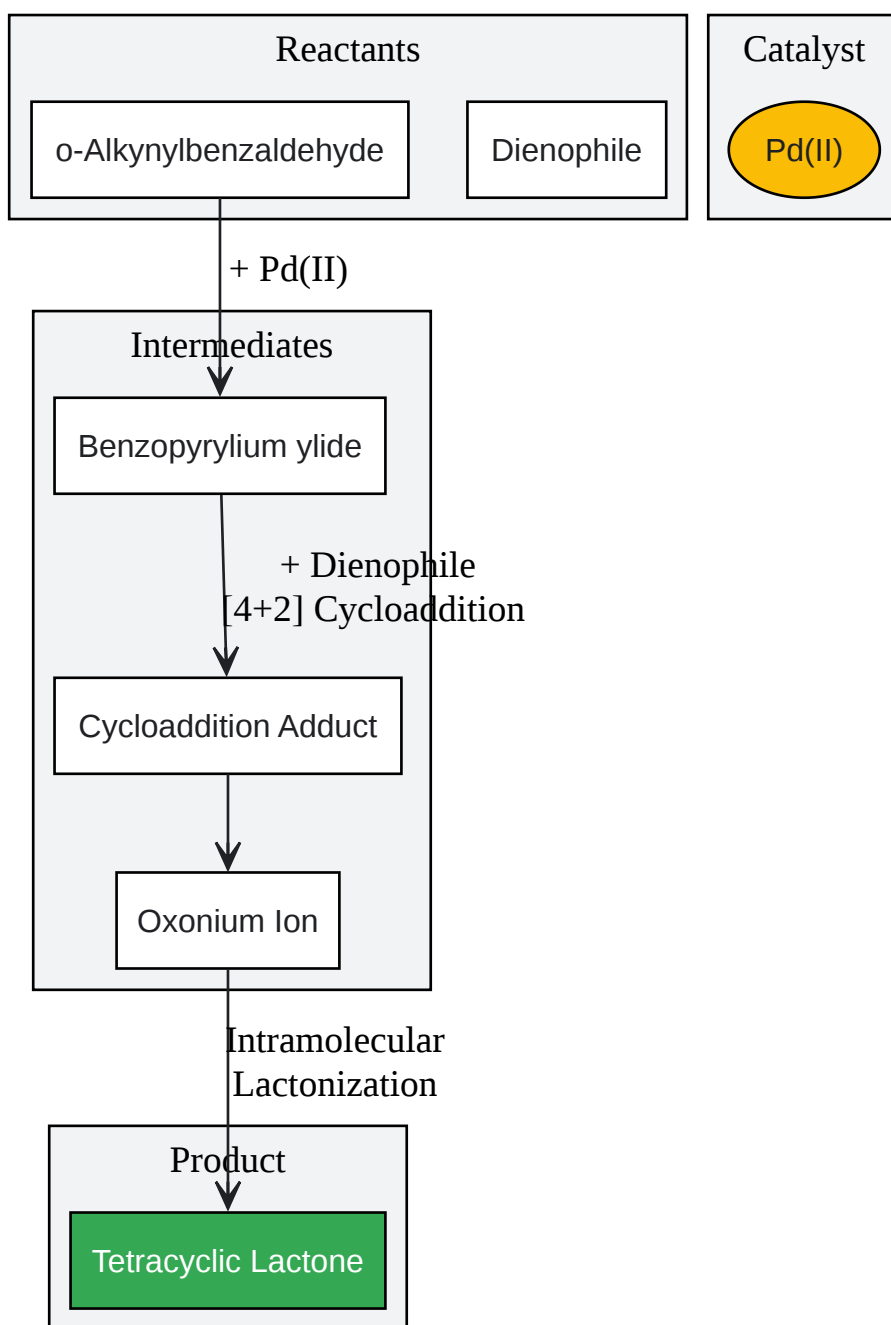 Reactants
Catalyst
o-Alkynylbenzaldehyde
Dienophile
Pd(II)
+ Pd(II)
Intermediates
Benzopyrylium ylide
+ Dienophile
[4+2] Cycloaddition
Cycloaddition Adduct
Oxonium Ion
Intramolecular
Lactonization
Product
Tetracyclic Lactone